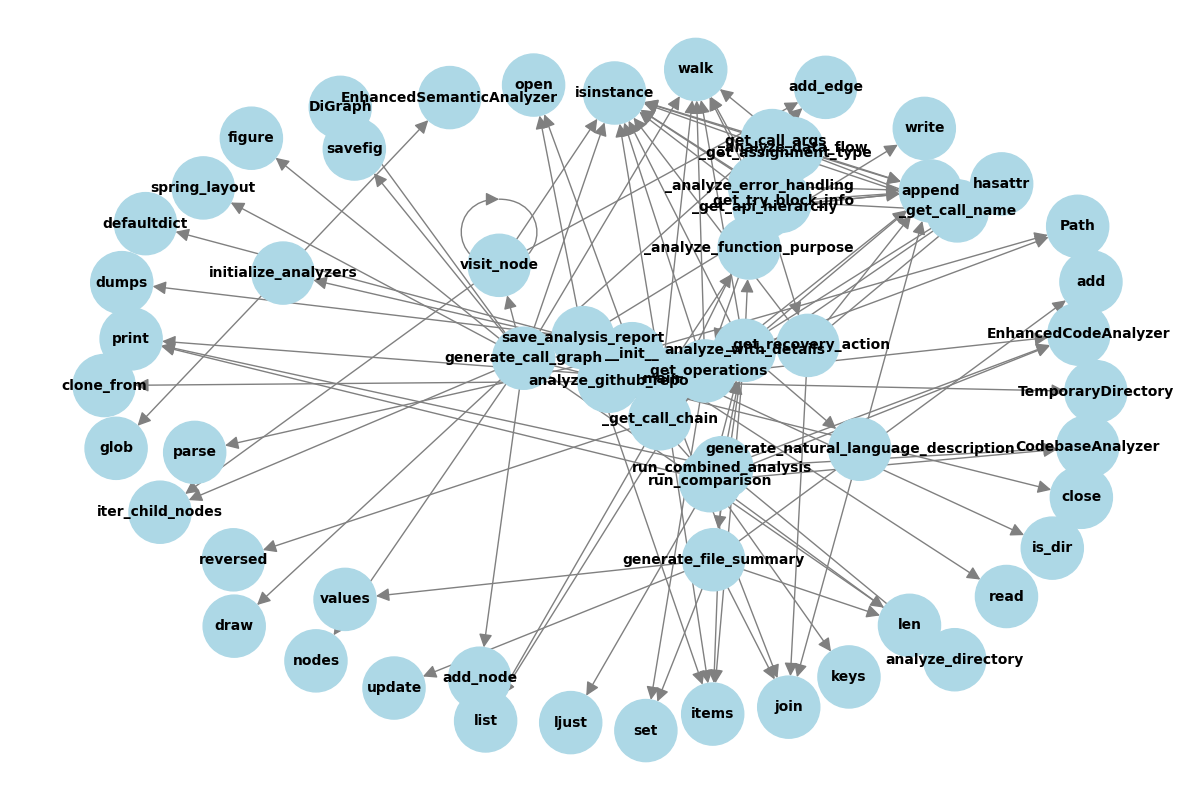 walk
open
add_edge
isinstance
EnhancedSemanticAnalyzer
DiGraph
write
figure
savefig
_get_call_args
_analyze_data_flow
_get_assignment_type
hasattr
spring_layout
_analyze_error_handling
append
_get_try_block_info
_get_api_hierarchy
_get_call_name
defaultdict
Path
_analyze_function_purpose
visit_node
initialize_analyzers
dumps
add
print
save_analysis_report
EnhancedCodeAnalyzer
get_recovery_action
analyze_with_details
__init__
generate_call_graph
get_operations
main
analyze_github_repo
clone_from
TemporaryDirectory
_get_call_chain
glob
parse
generate_natural_language_description
CodebaseAnalyzer
run_combined_analysis
run_comparison
close
iter_child_nodes
is_dir
reversed
generate_file_summary
read
values
draw
len
nodes
analyze_directory
add_node
keys
update
join
items
list
ljust
set